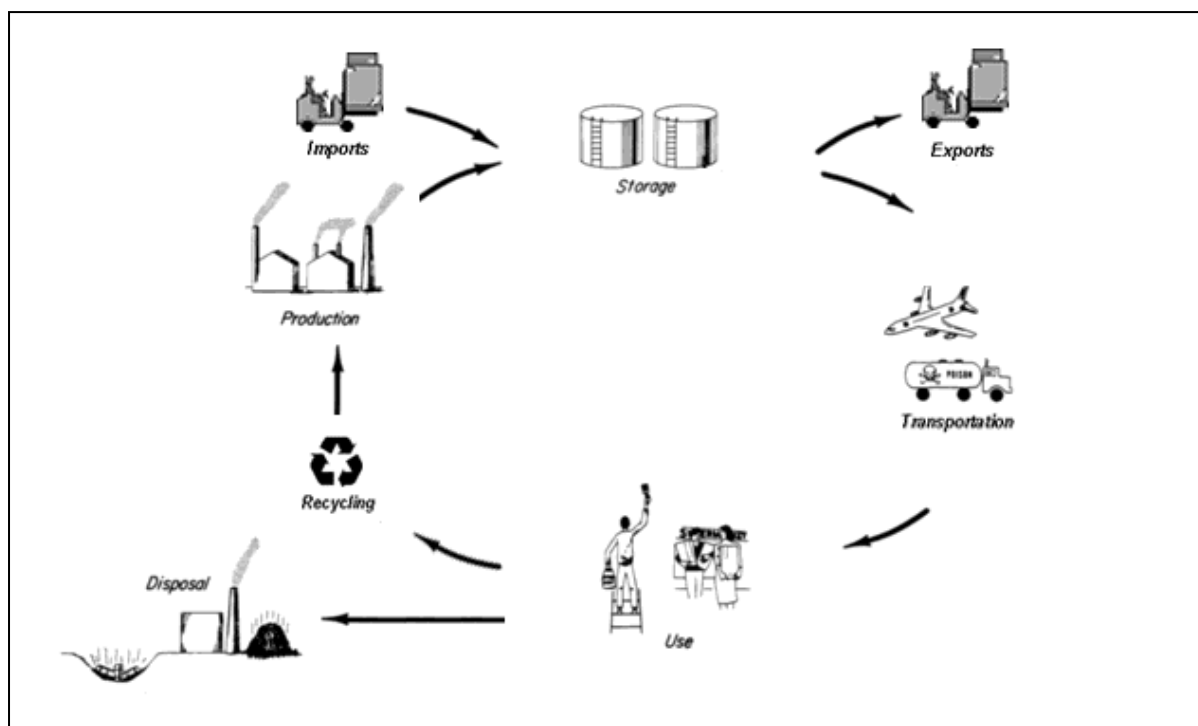 Imports
Exports
Storage
Production
POISON
Transportation
Recycling
Disposal
Use